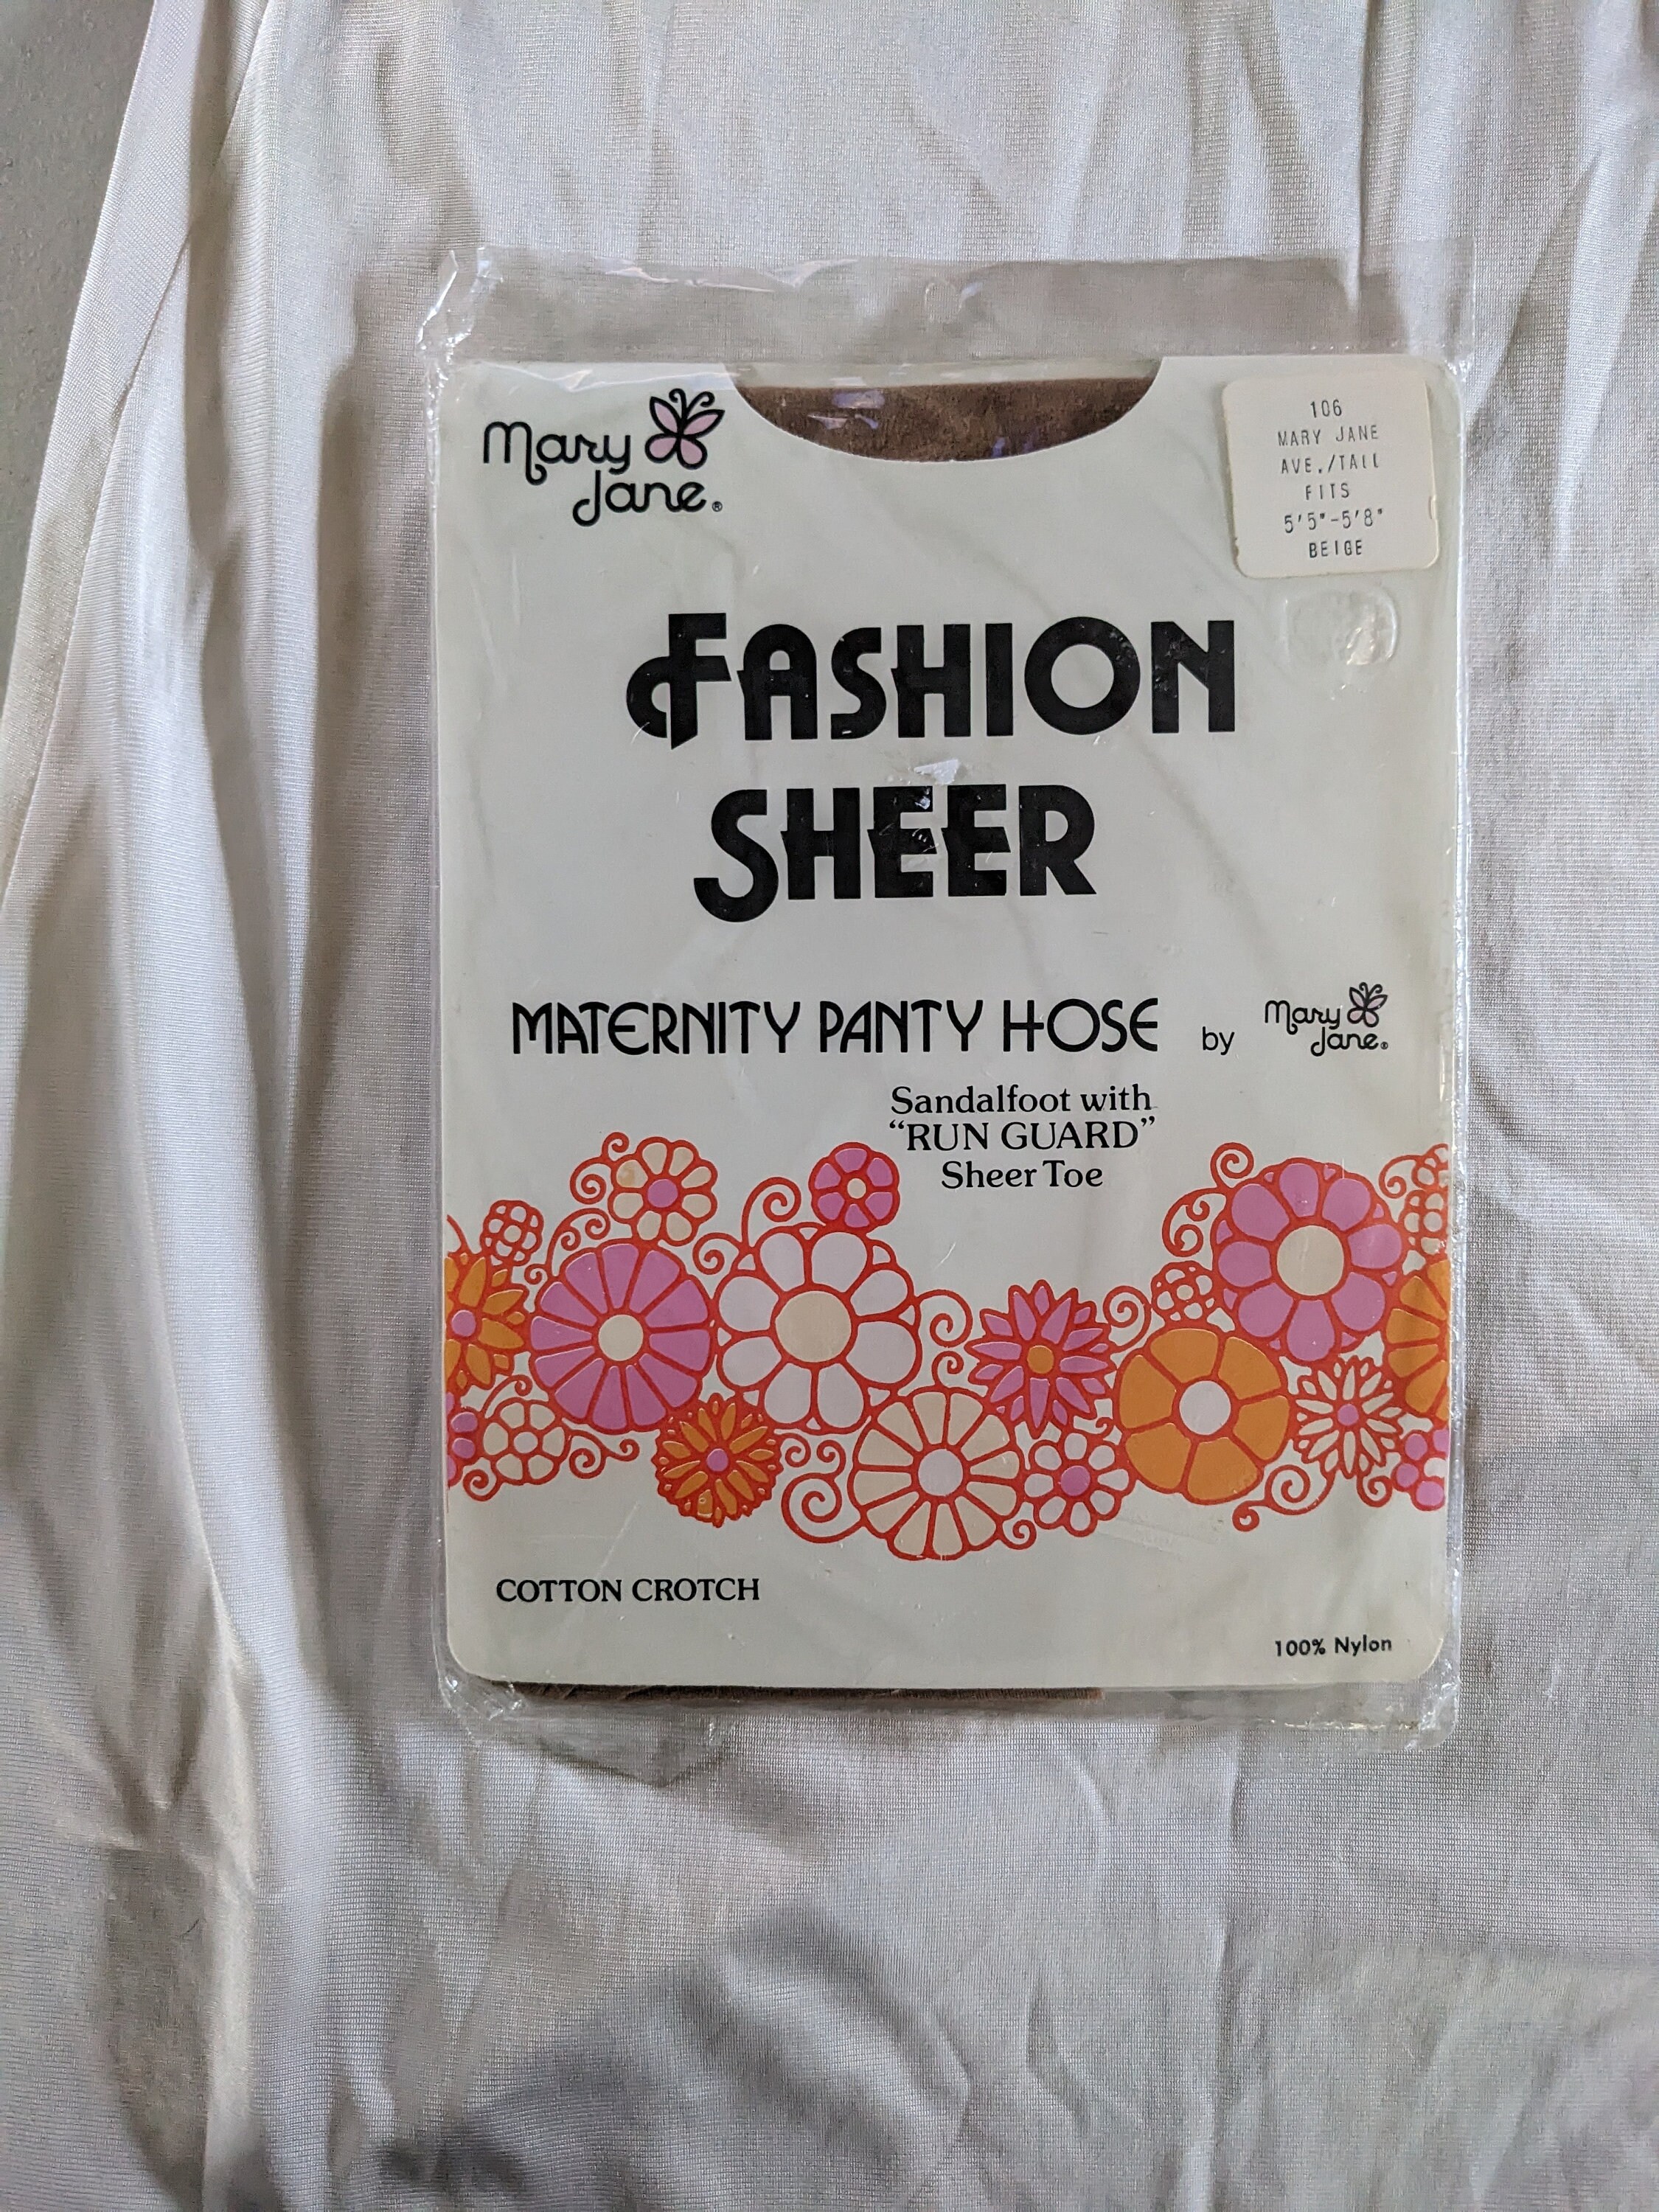 Mary
Jane®
106
MARY JANE
AVE./TALL
FITS
5'5"-5'8"
BEIGE
FASHION
SHEER
MATERNITY PANTY HOSE by Mary
Jane®
Sandalfoot with
“RUN GUARD”
Sheer Toe
COTTON CROTCH
100% Nylon